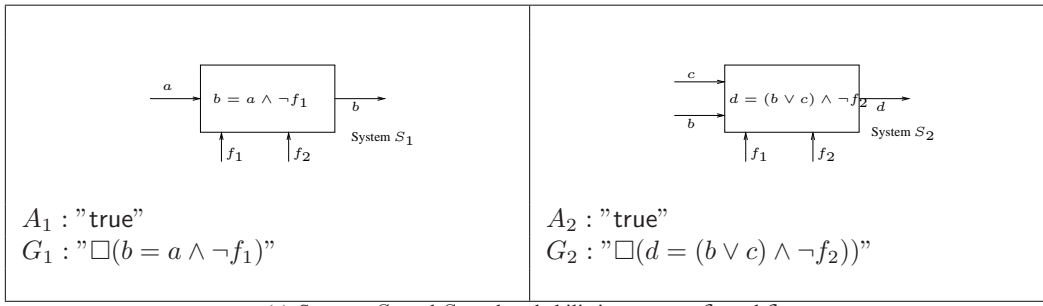 a
b = a ∧ ¬f₁
b
System S₁
f₁
f₂
A₁ : "true"
G₁ : "□(b = a ∧ ¬f₁)"
c
b
d = (b ∨ c) ∧ ¬f₂
d
System S₂
f₁
f₂
A₂ : "true"
G₂ : "□(d = (b ∨ c) ∧ ¬f₂))"